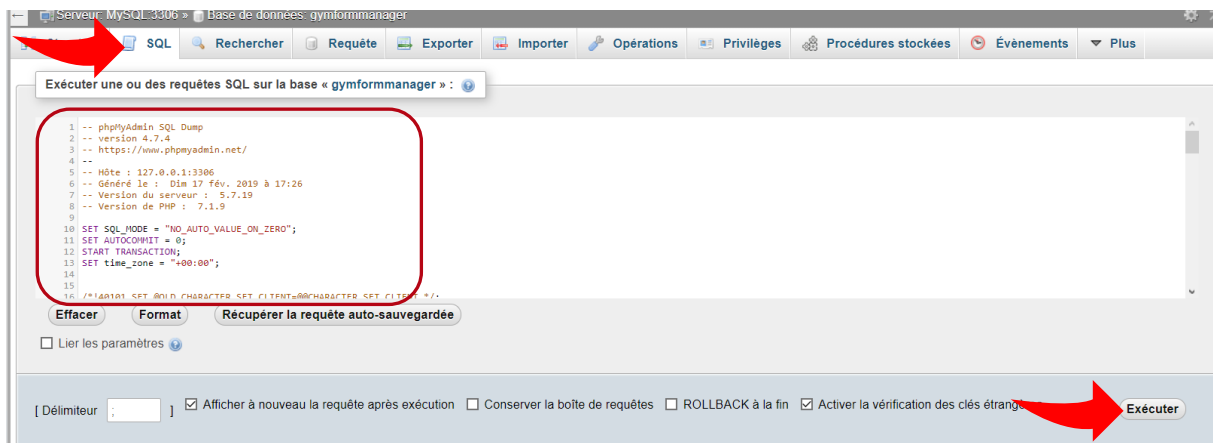 Serveur: MySQL:3306 » Base de données: gymformmanager
SQL Rechercher Requête Exporter Importer Opérations Privilèges Procédures stockées Évènements Plus
Exécuter une ou des requêtes SQL sur la base « gymformmanager » :
1 -- phpMyAdmin SQL Dump
2 -- version 4.7.4
3 -- https://www.phpmyadmin.net/
4 --
5 -- Hôte : 127.0.0.1:3306
6 -- Généré le :  Dim 17 fév. 2019 à 17:26
7 -- Version du serveur :  5.7.19
8 -- Version de PHP :  7.1.9
9
10 SET SQL_MODE = "NO_AUTO_VALUE_ON_ZERO";
11 SET AUTOCOMMIT = 0;
12 START TRANSACTION;
13 SET time_zone = "+00:00";
14
15
16 /*!40101 SET @OLD_CHARACTER_SET_CLIENT=@@CHARACTER_SET_CLIENT */;
Effacer Format Récupérer la requête auto-sauvegardée
Lier les paramètres
[ Délimiteur ; ] Afficher à nouveau la requête après exécution Conserver la boîte de requêtes ROLLBACK à la fin Activer la vérification des clés
Exécuter